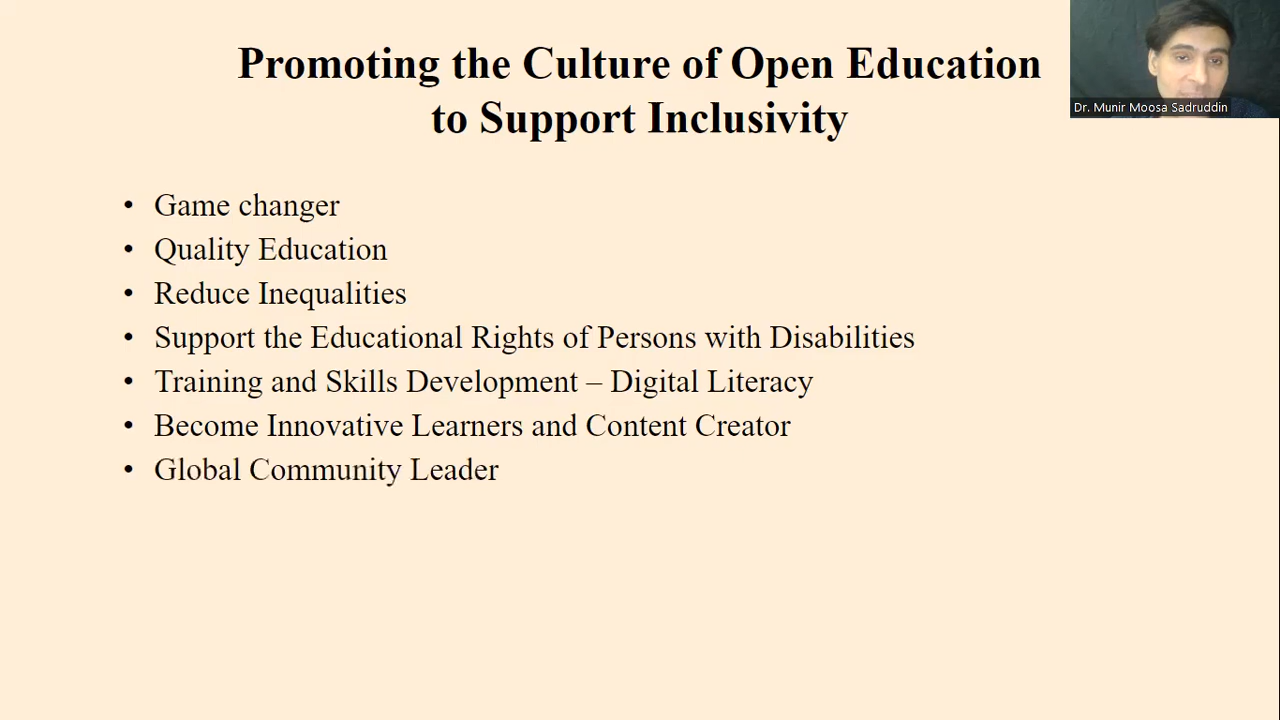 Promoting the Culture of Open Education
to Support Inclusivity
Dr. Munir Moosa Sadruddin
• Game changer
• Quality Education
• Reduce Inequalities
• Support the Educational Rights of Persons with Disabilities
• Training and Skills Development – Digital Literacy
• Become Innovative Learners and Content Creator
• Global Community Leader